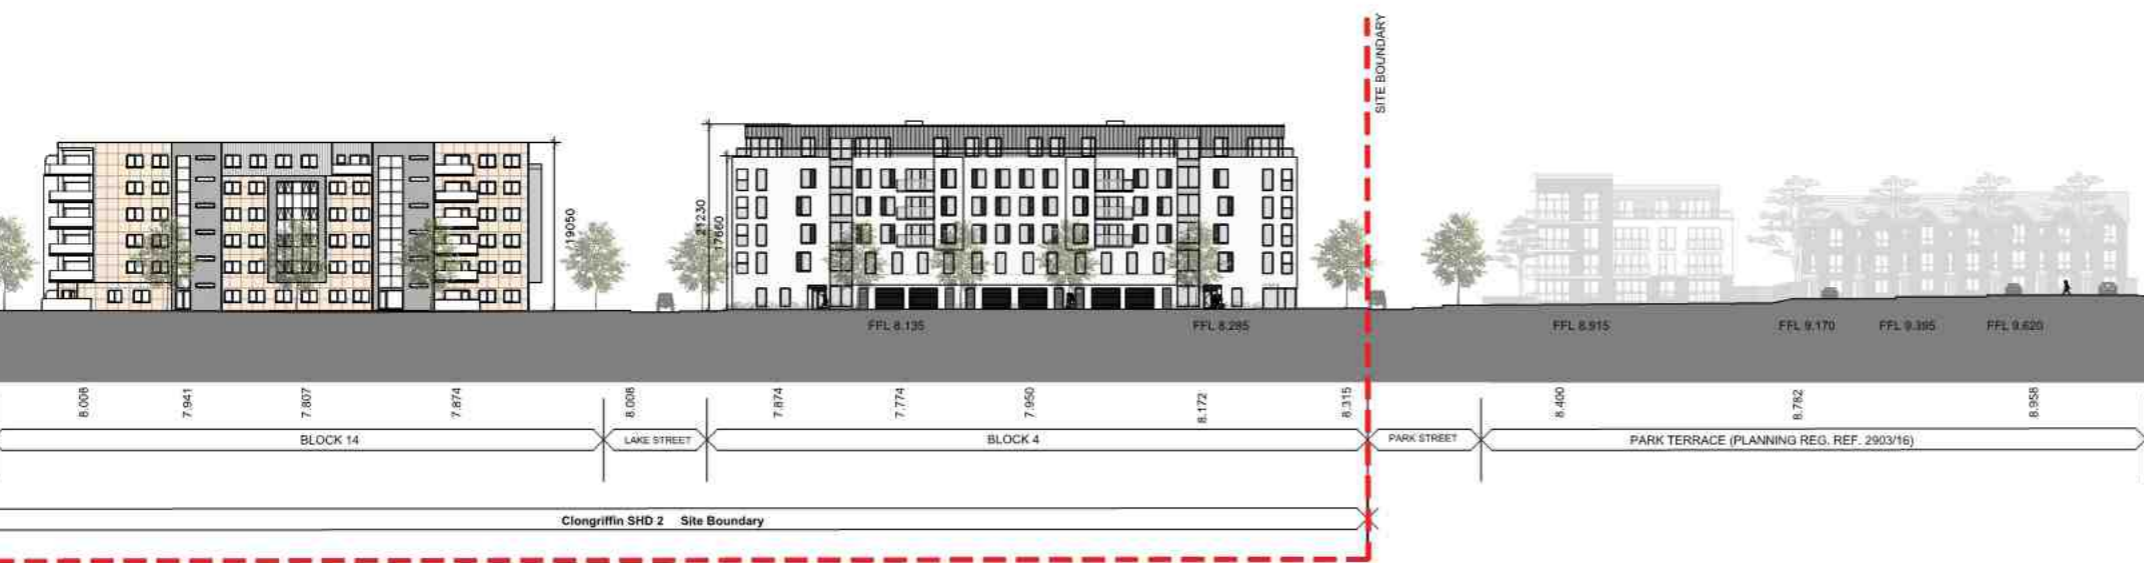 SITE BOUNDARY
19050
21230
17660
FFL 8.135
FFL 8.285
FFL 8.915
FFL 9.170
FFL 9.395
FFL 9.620
8.008
7.941
7.807
7.874
8.008
7.874
7.774
7.950
8.172
8.315
8.400
8.782
8.958
BLOCK 14
LAKE STREET
BLOCK 4
PARK STREET
PARK TERRACE (PLANNING REG. REF. 2903/16)
Clongriffin SHD 2 Site Boundary